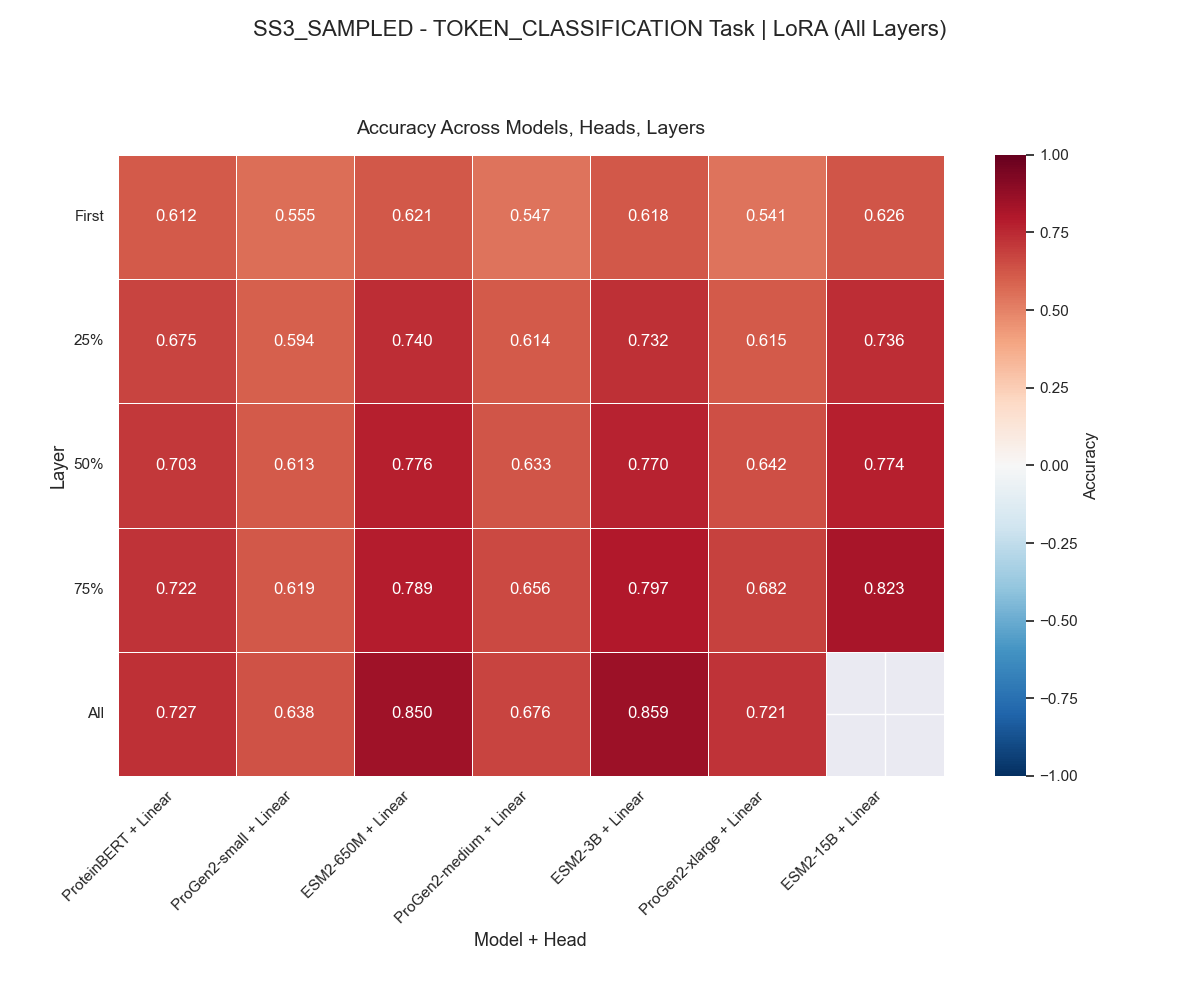 SS3_SAMPLED - TOKEN_CLASSIFICATION Task | LoRA (All Layers)
Accuracy Across Models, Heads, Layers
First 0.612 0.555 0.621 0.547 0.618 0.541 0.626
25% 0.675 0.594 0.740 0.614 0.732 0.615 0.736
50% 0.703 0.613 0.776 0.633 0.770 0.642 0.774
75% 0.722 0.619 0.789 0.656 0.797 0.682 0.823
All 0.727 0.638 0.850 0.676 0.859 0.721
Layer
ProteinBERT + Linear
ProGen2-small + Linear
ESM2-650M + Linear
ProGen2-medium + Linear
ESM2-3B + Linear
ProGen2-xlarge + Linear
ESM2-15B + Linear
Model + Head
1.00
0.75
0.50
0.25
0.00
−0.25
−0.50
−0.75
−1.00
Accuracy